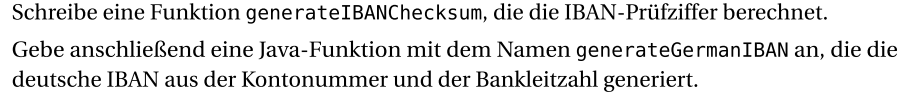 Schreibe eine Funktion generateIBANChecksum, die die IBAN-Prüfziffer berechnet.
Gebe anschließend eine Java-Funktion mit dem Namen generateGermanIBAN an, die die
deutsche IBAN aus der Kontonummer und der Bankleitzahl generiert.